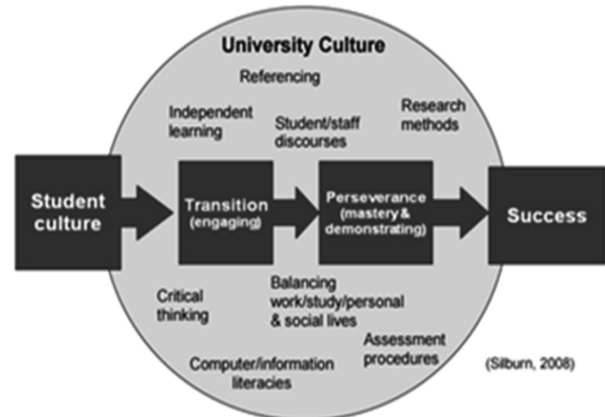 University Culture
Referencing
Independent
learning
Student/staff
discourses
Research
methods
Student
culture
Transition
(engaging)
Perseverance
(mastery &
demonstrating)
Success
Critical
thinking
Balancing
work/study/personal
& social lives
Computer/information
literacies
Assessment
procedures
(Silburn, 2008)